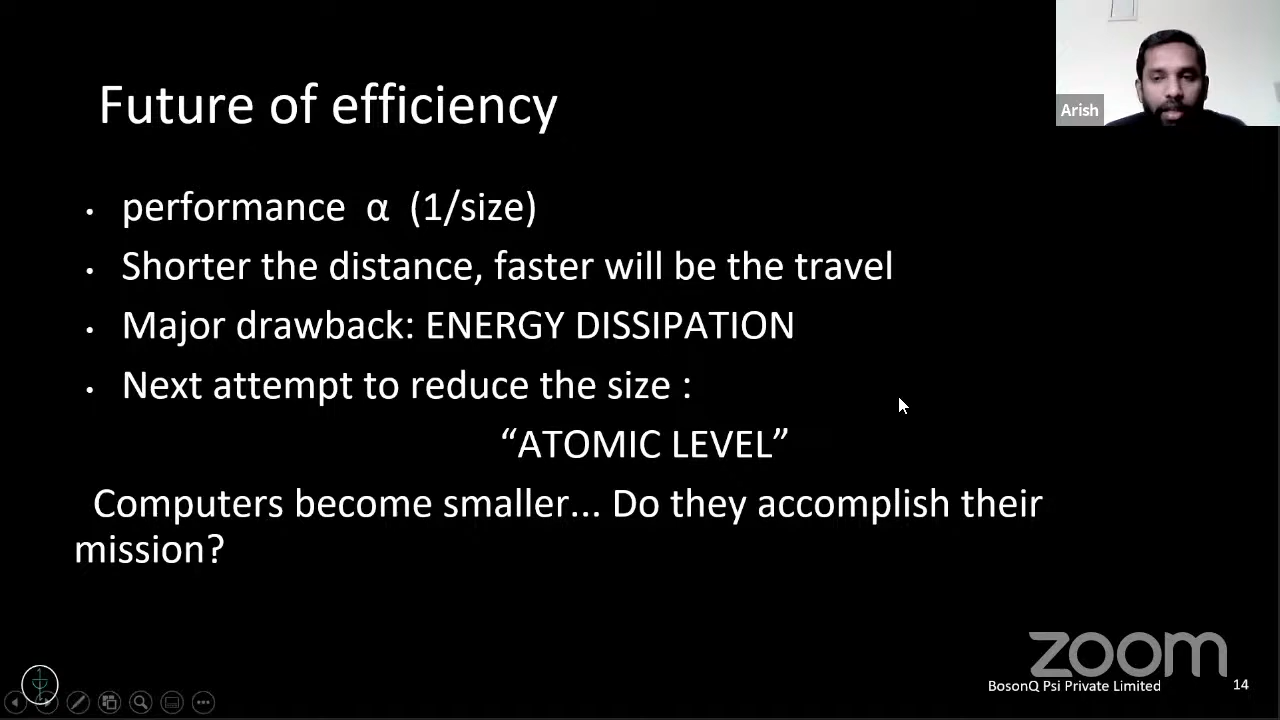 Arish
Future of efficiency
• performance α (1/size)
• Shorter the distance, faster will be the travel
• Major drawback: ENERGY DISSIPATION
• Next attempt to reduce the size :
“ATOMIC LEVEL”
Computers become smaller... Do they accomplish their
mission?
zoom
BosonQ Psi Private Limited
14